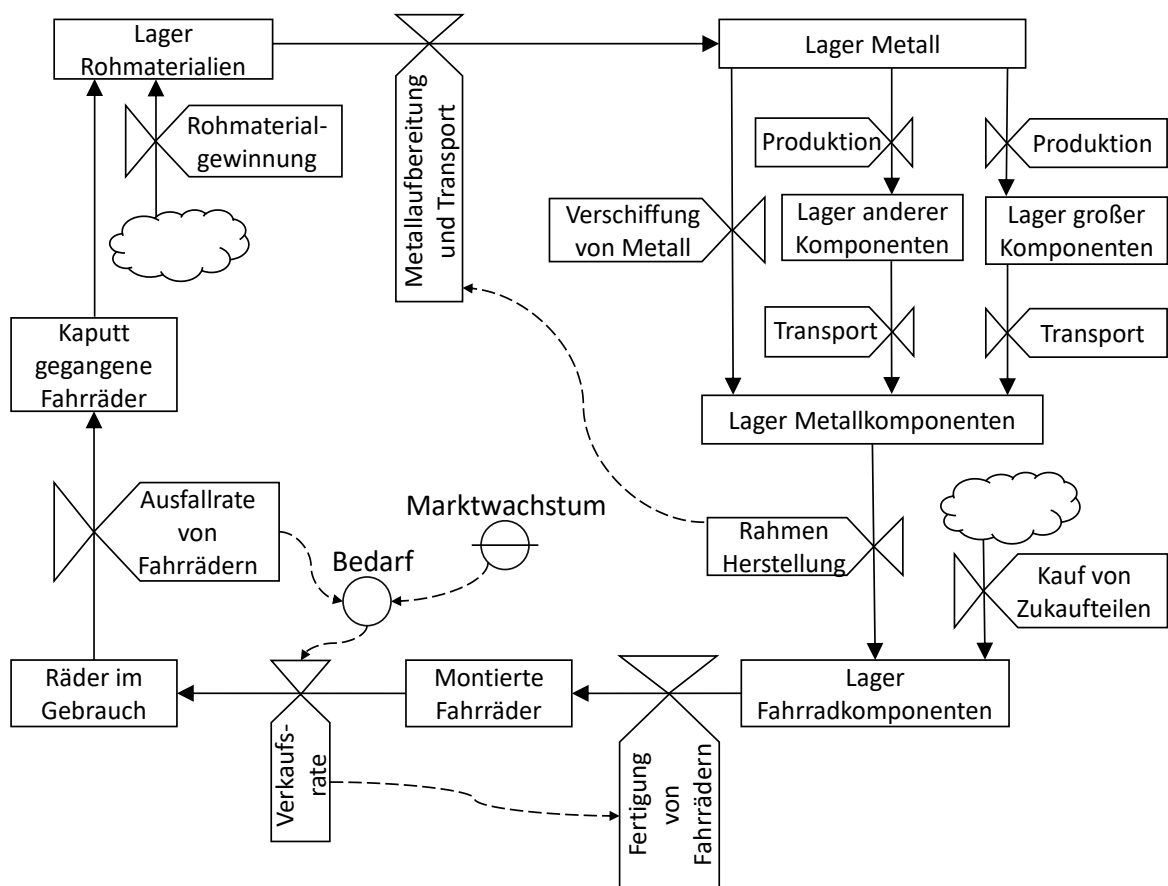 Lager
Rohmaterialien
Lager Metall
Metallaufbereitung
und Transport
Rohmaterial-
gewinnung
Produktion
Produktion
Verschiffung
von Metall
Lager anderer
Komponenten
Lager großer
Komponenten
Kaputt
gegangene
Fahrräder
Transport
Transport
Lager Metallkomponenten
Ausfallrate
von
Fahrrädern
Marktwachstum
Bedarf
Rahmen
Herstellung
Kauf von
Zukaufteilen
Räder im
Gebrauch
Montierte
Fahrräder
Lager
Fahrradkomponenten
Verkaufs-
rate
Fertigung
von
Fahrrädern